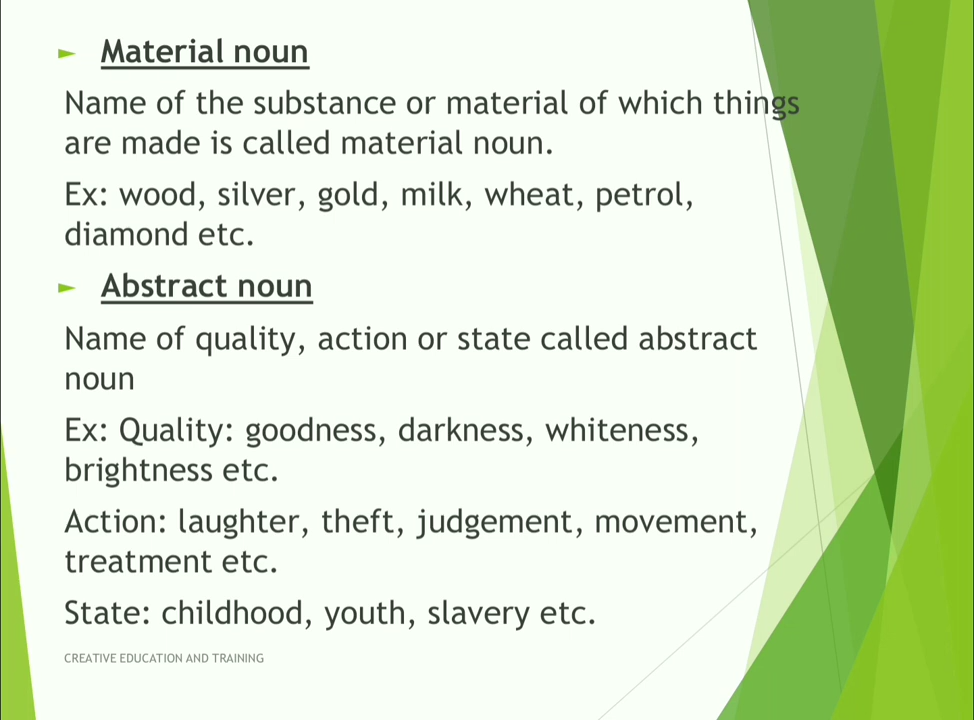 Material noun
Name of the substance or material of which things
are made is called material noun.
Ex: wood, silver, gold, milk, wheat, petrol,
diamond etc.
Abstract noun
Name of quality, action or state called abstract
noun
Ex: Quality: goodness, darkness, whiteness,
brightness etc.
Action: laughter, theft, judgement, movement,
treatment etc.
State: childhood, youth, slavery etc.
CREATIVE EDUCATION AND TRAINING